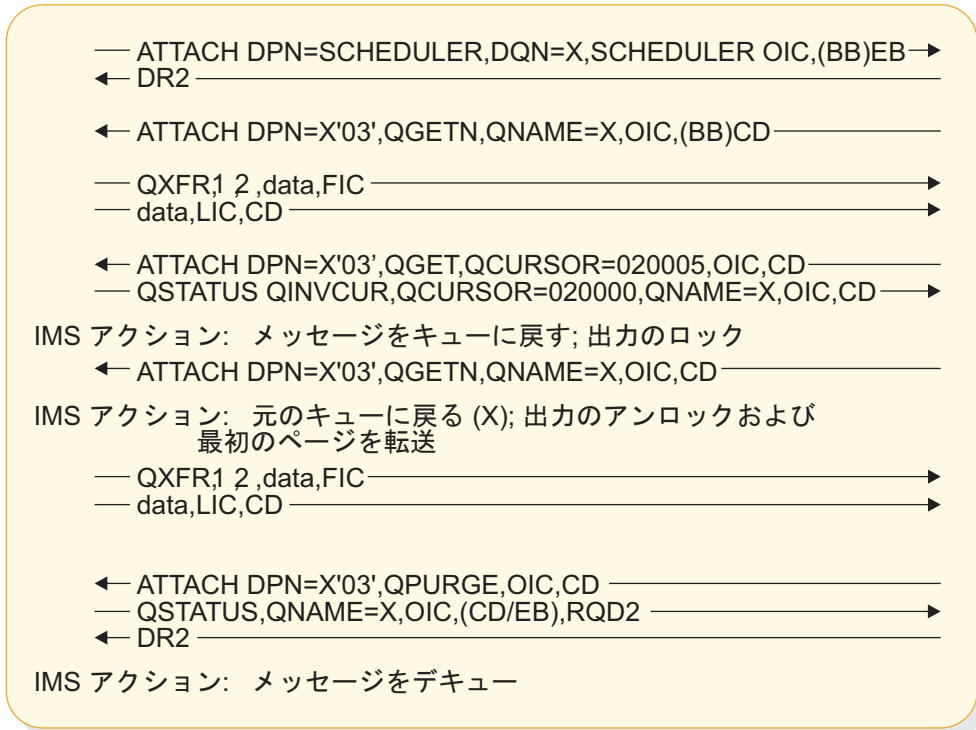 ATTACH DPN=SCHEDULER,DQN=X,SCHEDULER OIC,(BB)EB
DR2
ATTACH DPN=X'03',QGETN,QNAME=X,OIC,(BB)CD
QXFR,1 2 ,data,FIC
data,LIC,CD
ATTACH DPN=X'03’,QGET,QCURSOR=020005,OIC,CD
QSTATUS QINVCUR,QCURSOR=020000,QNAME=X,OIC,CD
IMS アクション: メッセージをキューに戻す; 出力のロック
ATTACH DPN=X'03',QGETN,QNAME=X,OIC,CD
IMS アクション: 元のキューに戻る (X); 出力のアンロックおよび
最初のページを転送
QXFR,1 2 ,data,FIC
data,LIC,CD
ATTACH DPN=X'03',QPURGE,OIC,CD
QSTATUS,QNAME=X,OIC,(CD/EB),RQD2
DR2
IMS アクション: メッセージをデキュー